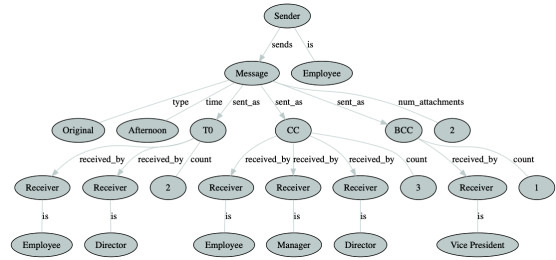 Sender
sends is
Message Employee
type time sent_as sent_as sent_as num_attachments
Original Afternoon T0 CC BCC 2
received_by received_by count received_by received_by received_by count received_by count
Receiver Receiver 2 Receiver Receiver Receiver 3 Receiver 1
is is is is is is
Employee Director Employee Manager Director Vice President